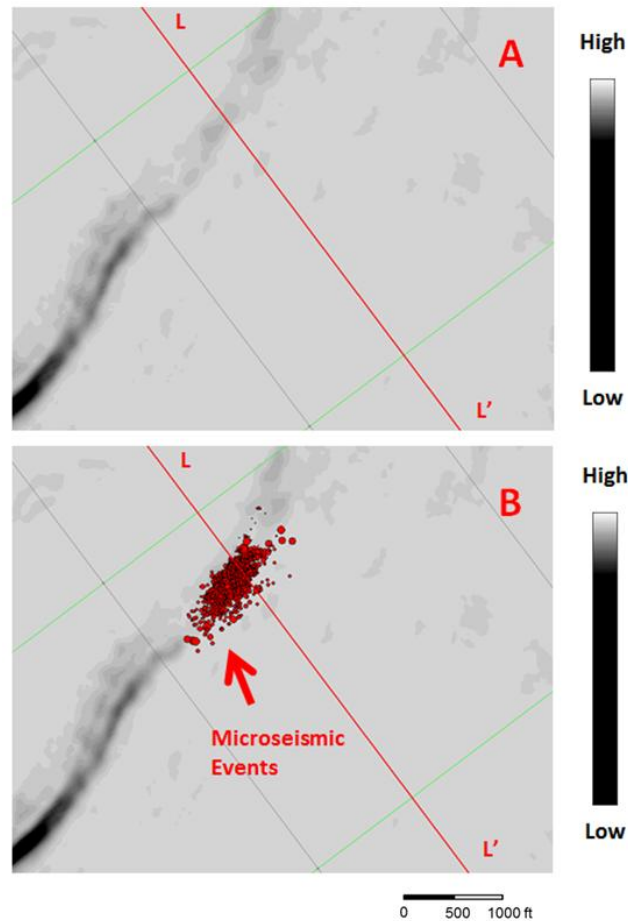 L
A
High
Low
L'
L
B
High
Microseismic
Events
Low
L'
0 500 1000 ft